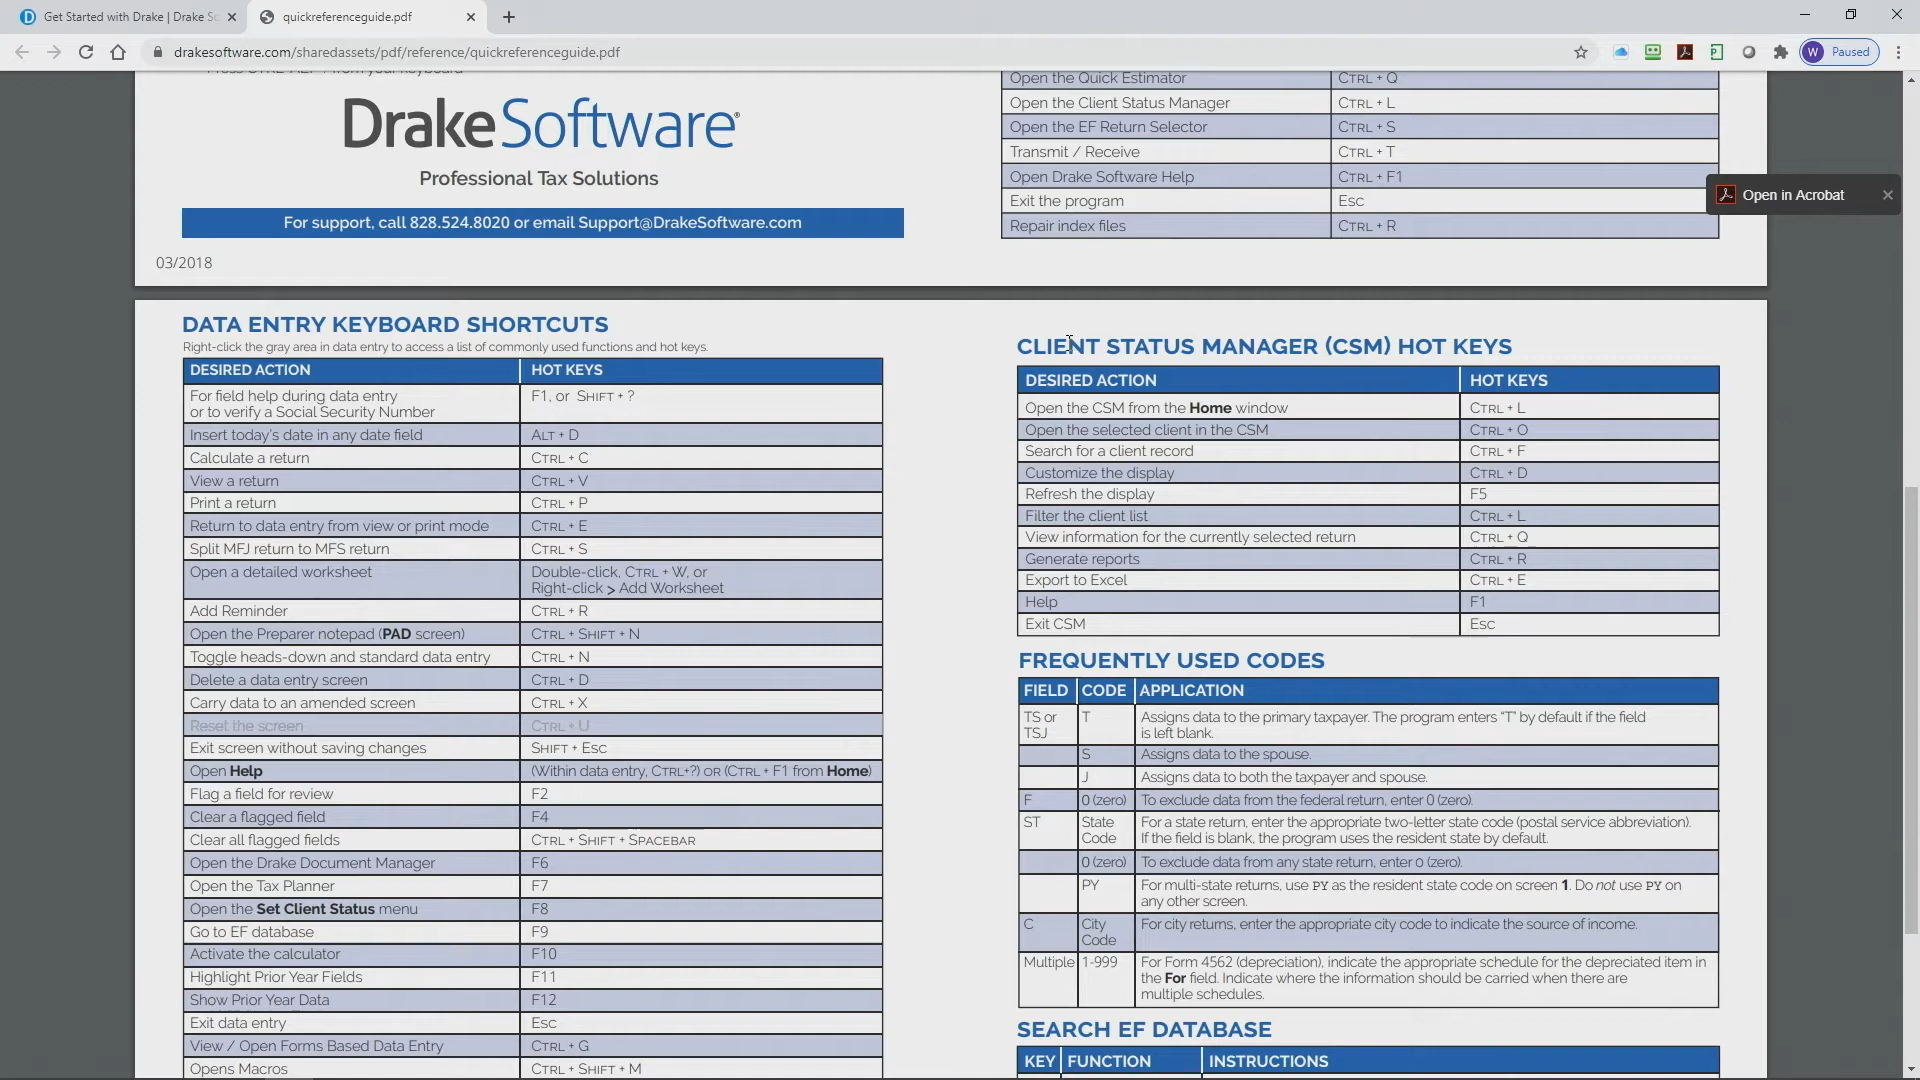 Get Started with Drake | Drake So
quickreferenceguide.pdf
drakesoftware.com/sharedassets/pdf/reference/quickreferenceguide.pdf
W Paused
DrakeSoftware®
Professional Tax Solutions
For support, call 828.524.8020 or email Support@DrakeSoftware.com
03/2018
Open the Quick Estimator CTRL + Q
Open the Client Status Manager CTRL + L
Open the EF Return Selector CTRL + S
Transmit / Receive CTRL + T
Open Drake Software Help CTRL + F1
Exit the program Esc
Repair index files CTRL + R
Open in Acrobat
DATA ENTRY KEYBOARD SHORTCUTS
Right-click the gray area in data entry to access a list of commonly used functions and hot keys.
DESIRED ACTION HOT KEYS
For field help during data entry F1, or SHIFT + ?
or to verify a Social Security Number
Insert today's date in any date field ALT + D
Calculate a return CTRL + C
View a return CTRL + V
Print a return CTRL + P
Return to data entry from view or print mode CTRL + E
Split MFJ return to MFS return CTRL + S
Open a detailed worksheet Double-click, CTRL + W, or
Right-click > Add Worksheet
Add Reminder CTRL + R
Open the Preparer notepad (PAD screen) CTRL + SHIFT + N
Toggle heads-down and standard data entry CTRL + N
Delete a data entry screen CTRL + D
Carry data to an amended screen CTRL + X
Reset the screen CTRL + U
Exit screen without saving changes SHIFT + Esc
Open Help (Within data entry, CTRL+?) OR (CTRL + F1 from Home)
Flag a field for review F2
Clear a flagged field F4
Clear all flagged fields CTRL + SHIFT + SPACEBAR
Open the Drake Document Manager F6
Open the Tax Planner F7
Open the Set Client Status menu F8
Go to EF database F9
Activate the calculator F10
Highlight Prior Year Fields F11
Show Prior Year Data F12
Exit data entry Esc
View / Open Forms Based Data Entry CTRL + G
Opens Macros CTRL + SHIFT + M
CLIENT STATUS MANAGER (CSM) HOT KEYS
DESIRED ACTION HOT KEYS
Open the CSM from the Home window CTRL + L
Open the selected client in the CSM CTRL + O
Search for a client record CTRL + F
Customize the display CTRL + D
Refresh the display F5
Filter the client list CTRL + L
View information for the currently selected return CTRL + Q
Generate reports CTRL + R
Export to Excel CTRL + E
Help F1
Exit CSM Esc
FREQUENTLY USED CODES
FIELD CODE APPLICATION
TS or T Assigns data to the primary taxpayer. The program enters "T" by default if the field
TSJ is left blank.
S Assigns data to the spouse.
J Assigns data to both the taxpayer and spouse.
F 0 (zero) To exclude data from the federal return, enter 0 (zero).
ST State For a state return, enter the appropriate two-letter state code (postal service abbreviation).
Code If the field is blank, the program uses the resident state by default.
0 (zero) To exclude data from any state return, enter 0 (zero).
PY For multi-state returns, use PY as the resident state code on screen 1. Do not use PY on
any other screen.
C City For city returns, enter the appropriate city code to indicate the source of income.
Code
Multiple 1-999 For Form 4562 (depreciation), indicate the appropriate schedule for the depreciated item in
the For field. Indicate where the information should be carried when there are
multiple schedules.
SEARCH EF DATABASE
KEY FUNCTION INSTRUCTIONS